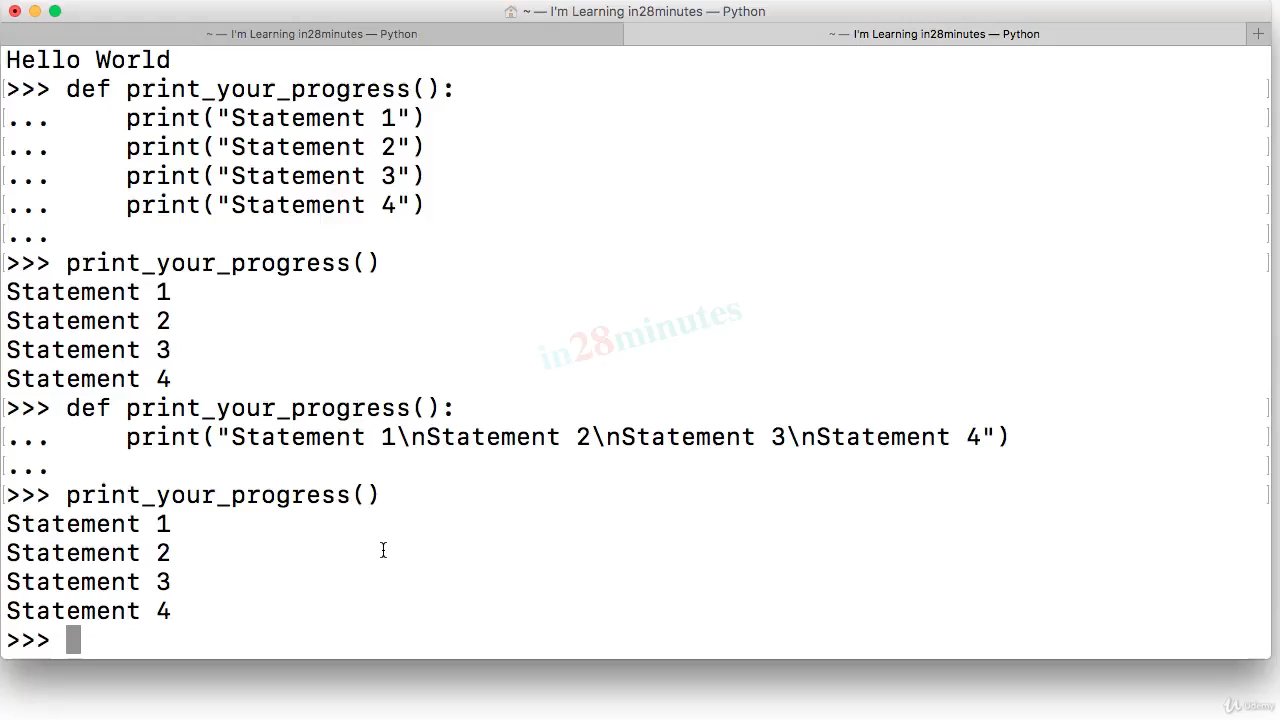 ~ — I'm Learning in28minutes — Python
~ — I'm Learning in28minutes — Python
~ — I'm Learning in28minutes — Python
Hello World
>>> def print_your_progress():
...     print("Statement 1")
...     print("Statement 2")
...     print("Statement 3")
...     print("Statement 4")
...
>>> print_your_progress()
Statement 1
Statement 2
Statement 3
Statement 4
>>> def print_your_progress():
...     print("Statement 1\nStatement 2\nStatement 3\nStatement 4")
...
>>> print_your_progress()
Statement 1
Statement 2
Statement 3
Statement 4
>>>
in28minutes
Udemy